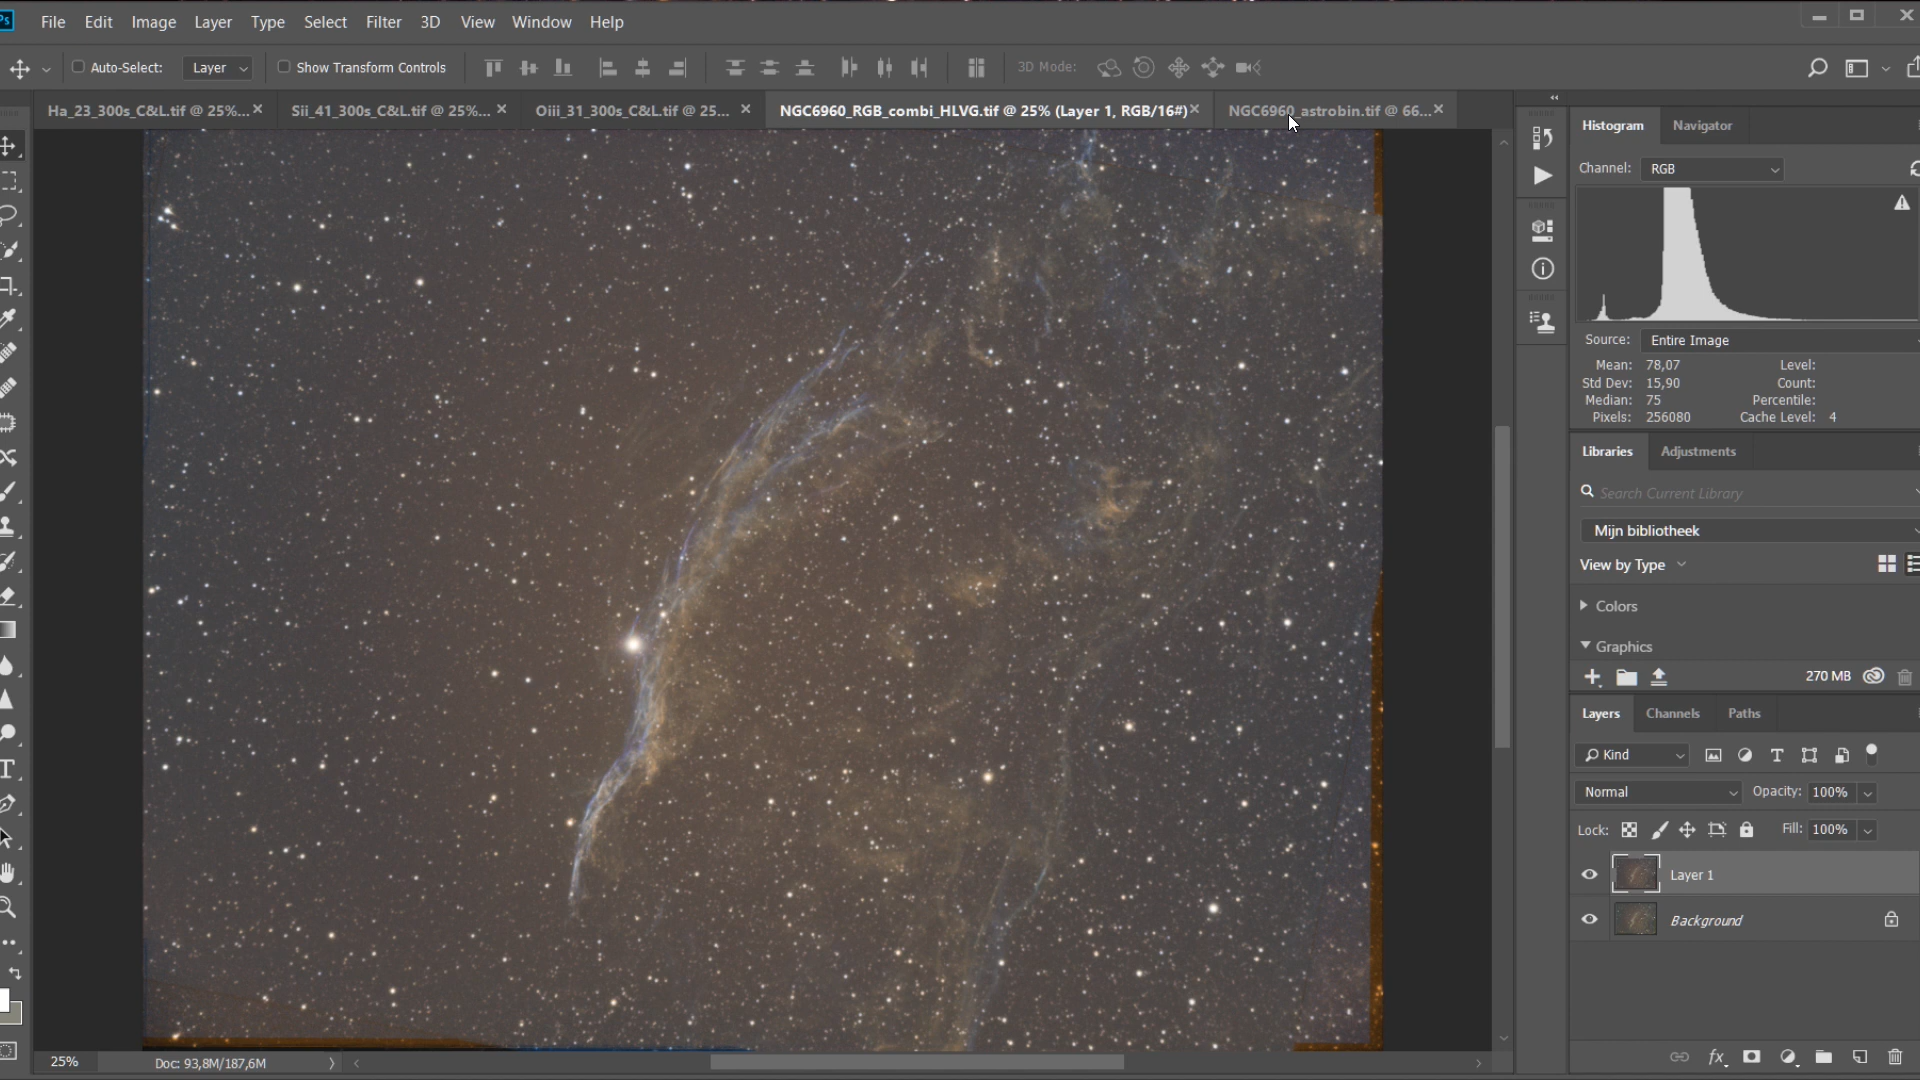 Ps File Edit Image Layer Type Select Filter 3D View Window Help
Auto-Select: Layer Show Transform Controls 3D Mode:
Ha_23_300s_C&L.tif @ 25%... Sii_41_300s_C&L.tif @ 25%... Oiii_31_300s_C&L.tif @ 25... NGC6960_RGB_combi_HLVG.tif @ 25% (Layer 1, RGB/16#) NGC6960_astrobin.tif @ 66...
Histogram Navigator
Channel: RGB
Source: Entire Image
Mean: 78,07 Level:
Std Dev: 15,90 Count:
Median: 75 Percentile:
Pixels: 256080 Cache Level: 4
Libraries Adjustments
Search Current Library
Mijn bibliotheek
View by Type
Colors
Graphics
270 MB
Layers Channels Paths
Kind
Normal Opacity: 100%
Lock: Fill: 100%
Layer 1
Background
fx
25% Doc: 93,8M/187,6M